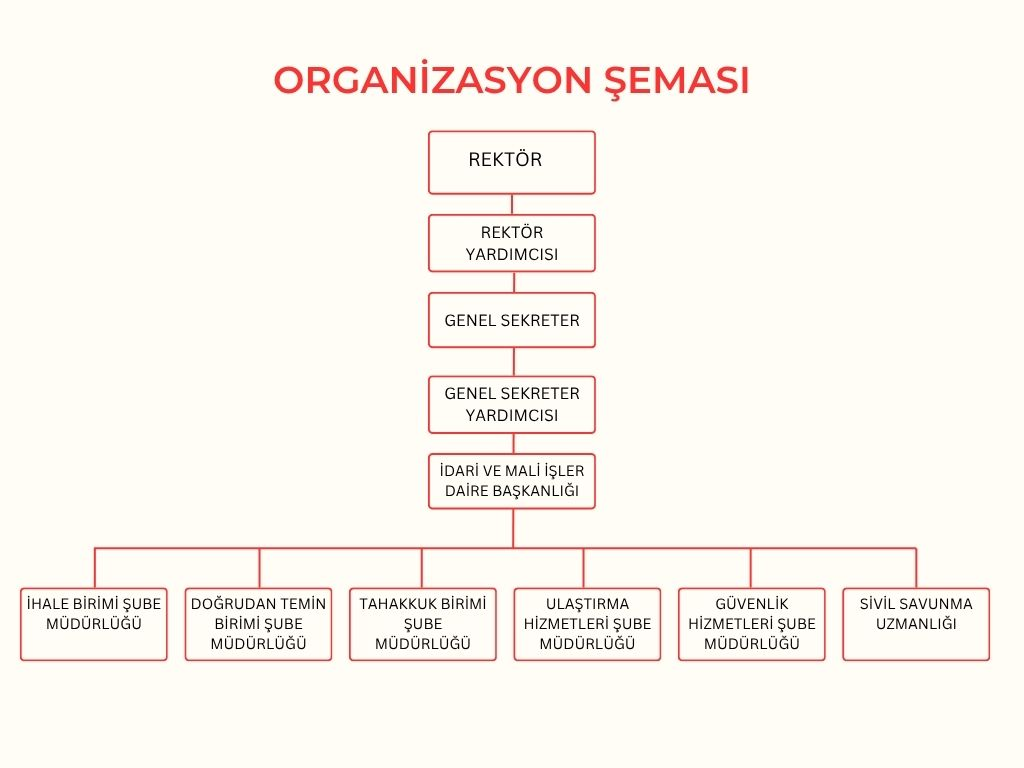 ORGANİZASYON ŞEMASI
REKTÖR
REKTÖR
YARDIMCISI
GENEL SEKRETER
GENEL SEKRETER
YARDIMCISI
İDARİ VE MALİ İŞLER
DAİRE BAŞKANLIĞI
İHALE BİRİMİ ŞUBE
MÜDÜRLÜĞÜ
DOĞRUDAN TEMİN
BİRİMİ ŞUBE
MÜDÜRLÜĞÜ
TAHAKKUK BİRİMİ
ŞUBE
MÜDÜRLÜĞÜ
ULAŞTIRMA
HİZMETLERİ ŞUBE
MÜDÜRLÜĞÜ
GÜVENLİK
HİZMETLERİ ŞUBE
MÜDÜRLÜĞÜ
SİVİL SAVUNMA
UZMANLIĞI